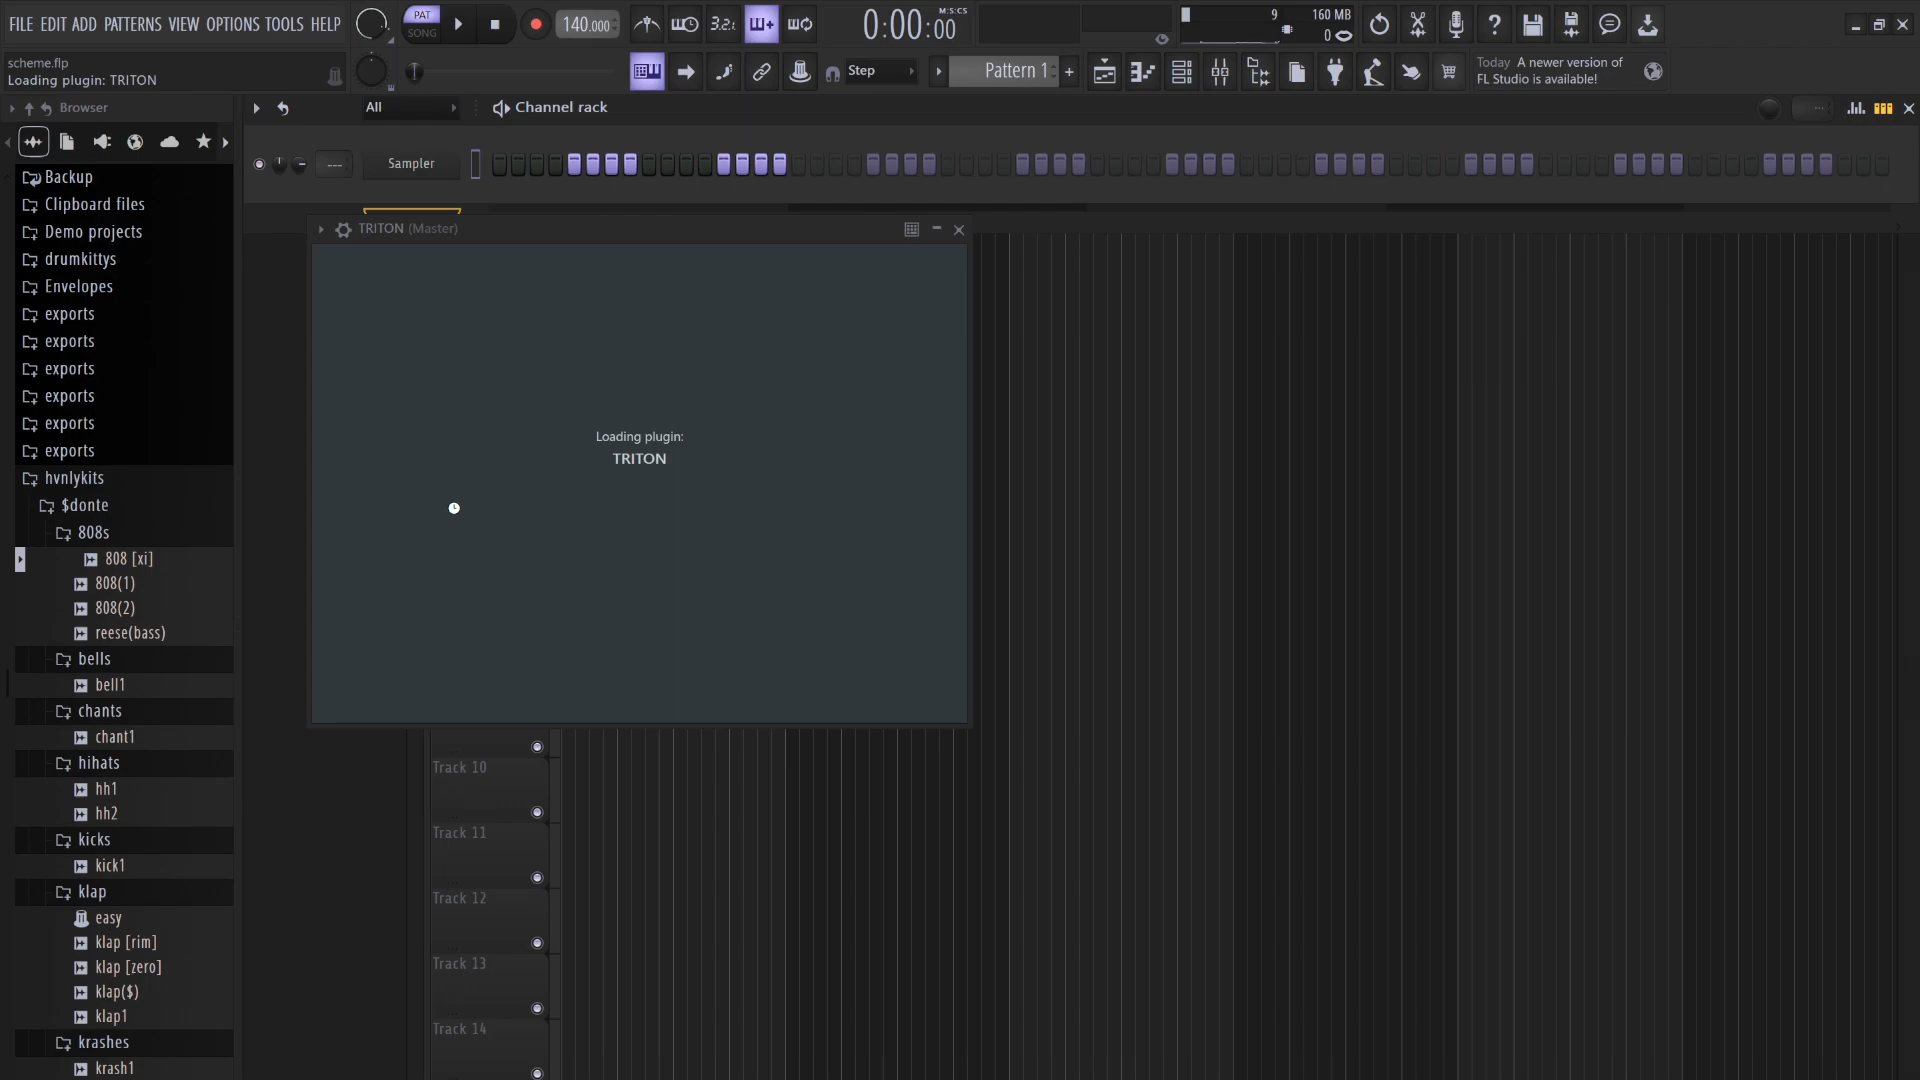 FILE EDIT ADD PATTERNS VIEW OPTIONS TOOLS HELP
PAT
SONG
140.000
3.2.
0:00:00
M:S:CS
9
160 MB
0
scheme.flp
Loading plugin: TRITON
Step
Pattern 1
+
Today A newer version of
FL Studio is available!
Browser
All
Channel rack
---
Sampler
Backup
Clipboard files
Demo projects
drumkittys
Envelopes
exports
exports
exports
exports
exports
exports
hvnlykits
$donte
808s
808 [xi]
808(1)
808(2)
reese(bass)
bells
bell1
chants
chant1
hihats
hh1
hh2
kicks
kick1
klap
easy
klap [rim]
klap [zero]
klap($)
klap1
krashes
krash1
TRITON (Master)
Loading plugin:
TRITON
Track 10
Track 11
Track 12
Track 13
Track 14